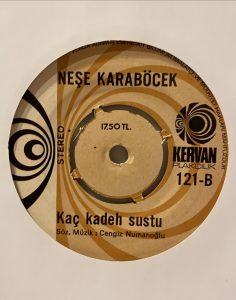 NEŞE KARABÖCEK
17.50 TL.
STEREO
KERVAN
PLAKÇILIK
121-B
Kaç kadeh sustu
Söz, Müzik : Cengiz Numanoğlu